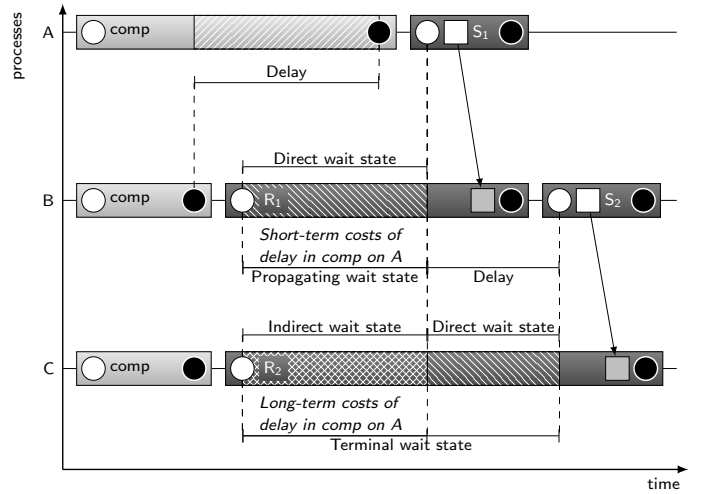 processes
A
comp
S1
Delay
Direct wait state
B
comp
R1
S2
Short-term costs of
delay in comp on A
Propagating wait state
Delay
Indirect wait state
Direct wait state
C
comp
R2
Long-term costs of
delay in comp on A
Terminal wait state
time